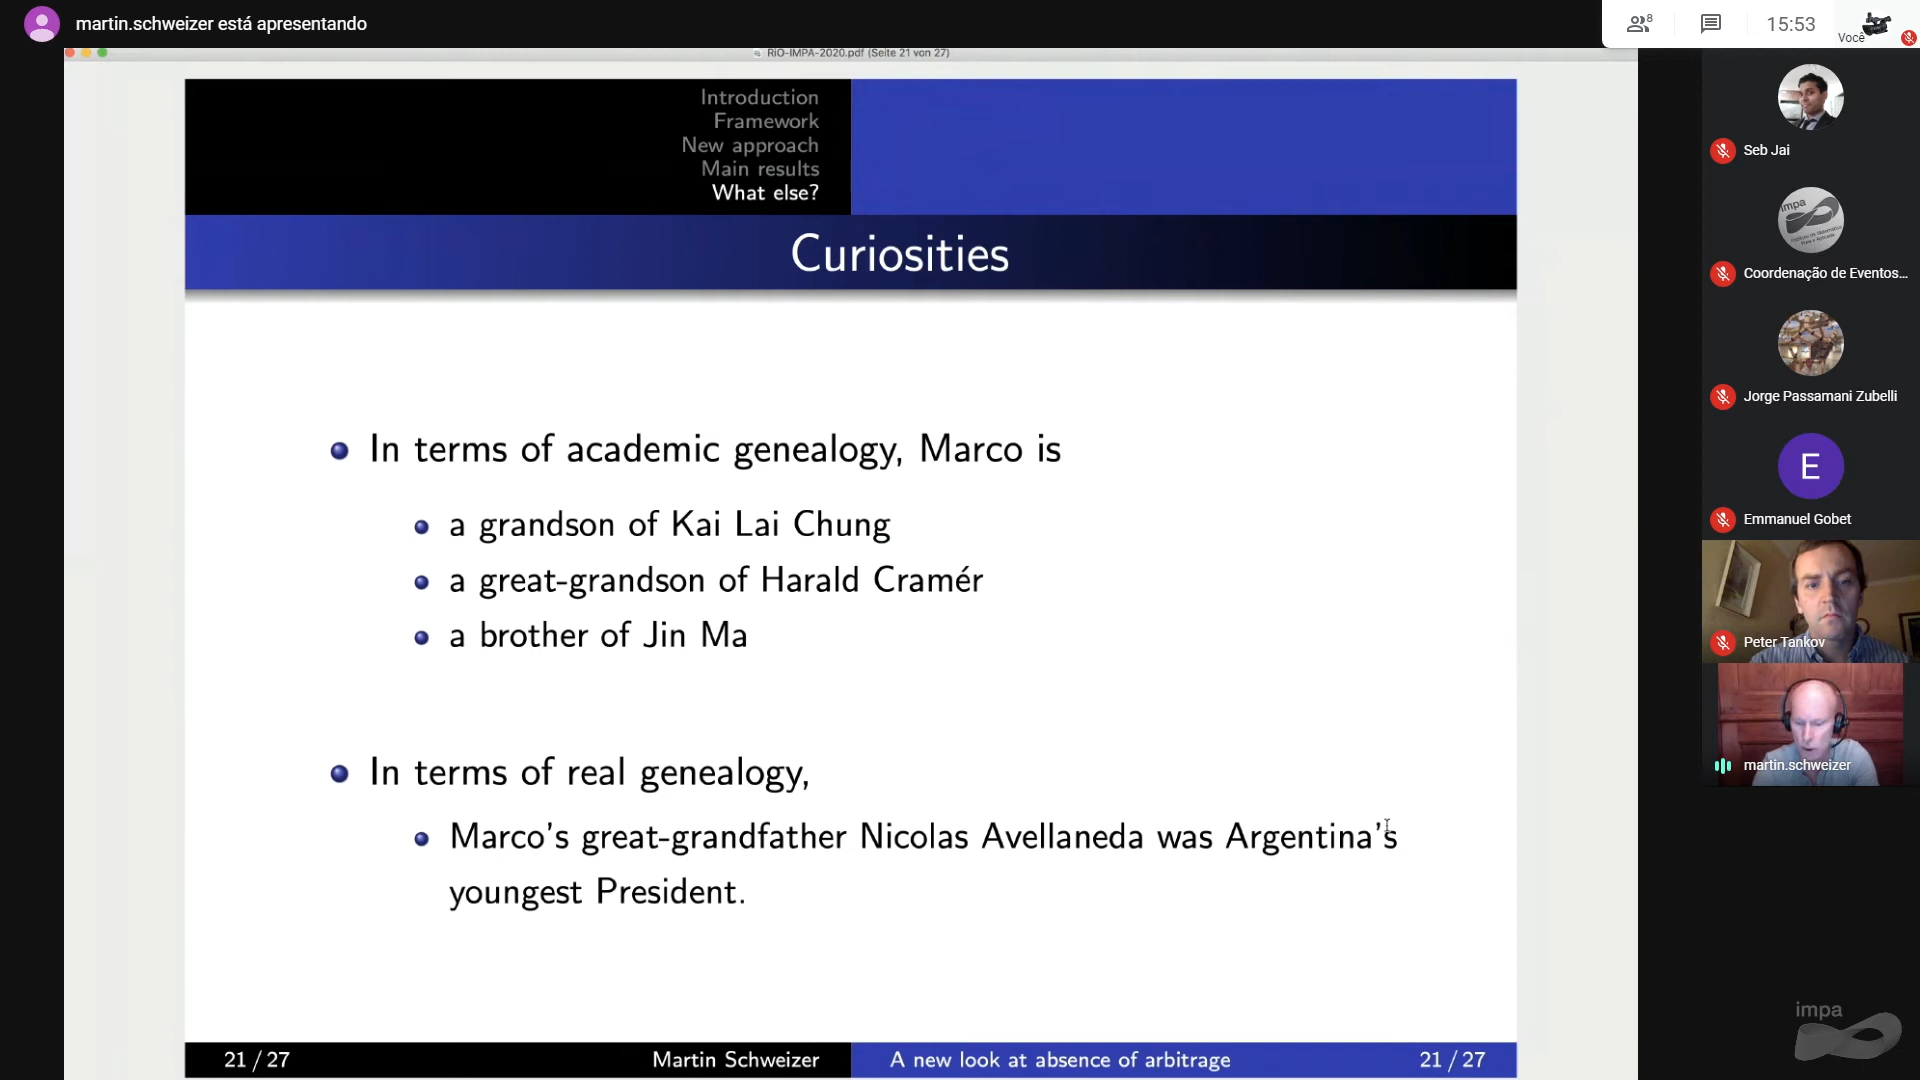 martin.schweizer está apresentando
8
15:53
Você
RiO-IMPA-2020.pdf (Seite 21 von 27)
Introduction
Framework
New approach
Main results
What else?
Curiosities
In terms of academic genealogy, Marco is
a grandson of Kai Lai Chung
a great-grandson of Harald Cramér
a brother of Jin Ma
In terms of real genealogy,
Marco's great-grandfather Nicolas Avellaneda was Argentina's
youngest President.
21 / 27
Martin Schweizer
A new look at absence of arbitrage
21 / 27
Seb Jai
impa
Coordenação de Eventos...
Jorge Passamani Zubelli
E
Emmanuel Gobet
Peter Tankov
martin.schweizer
impa